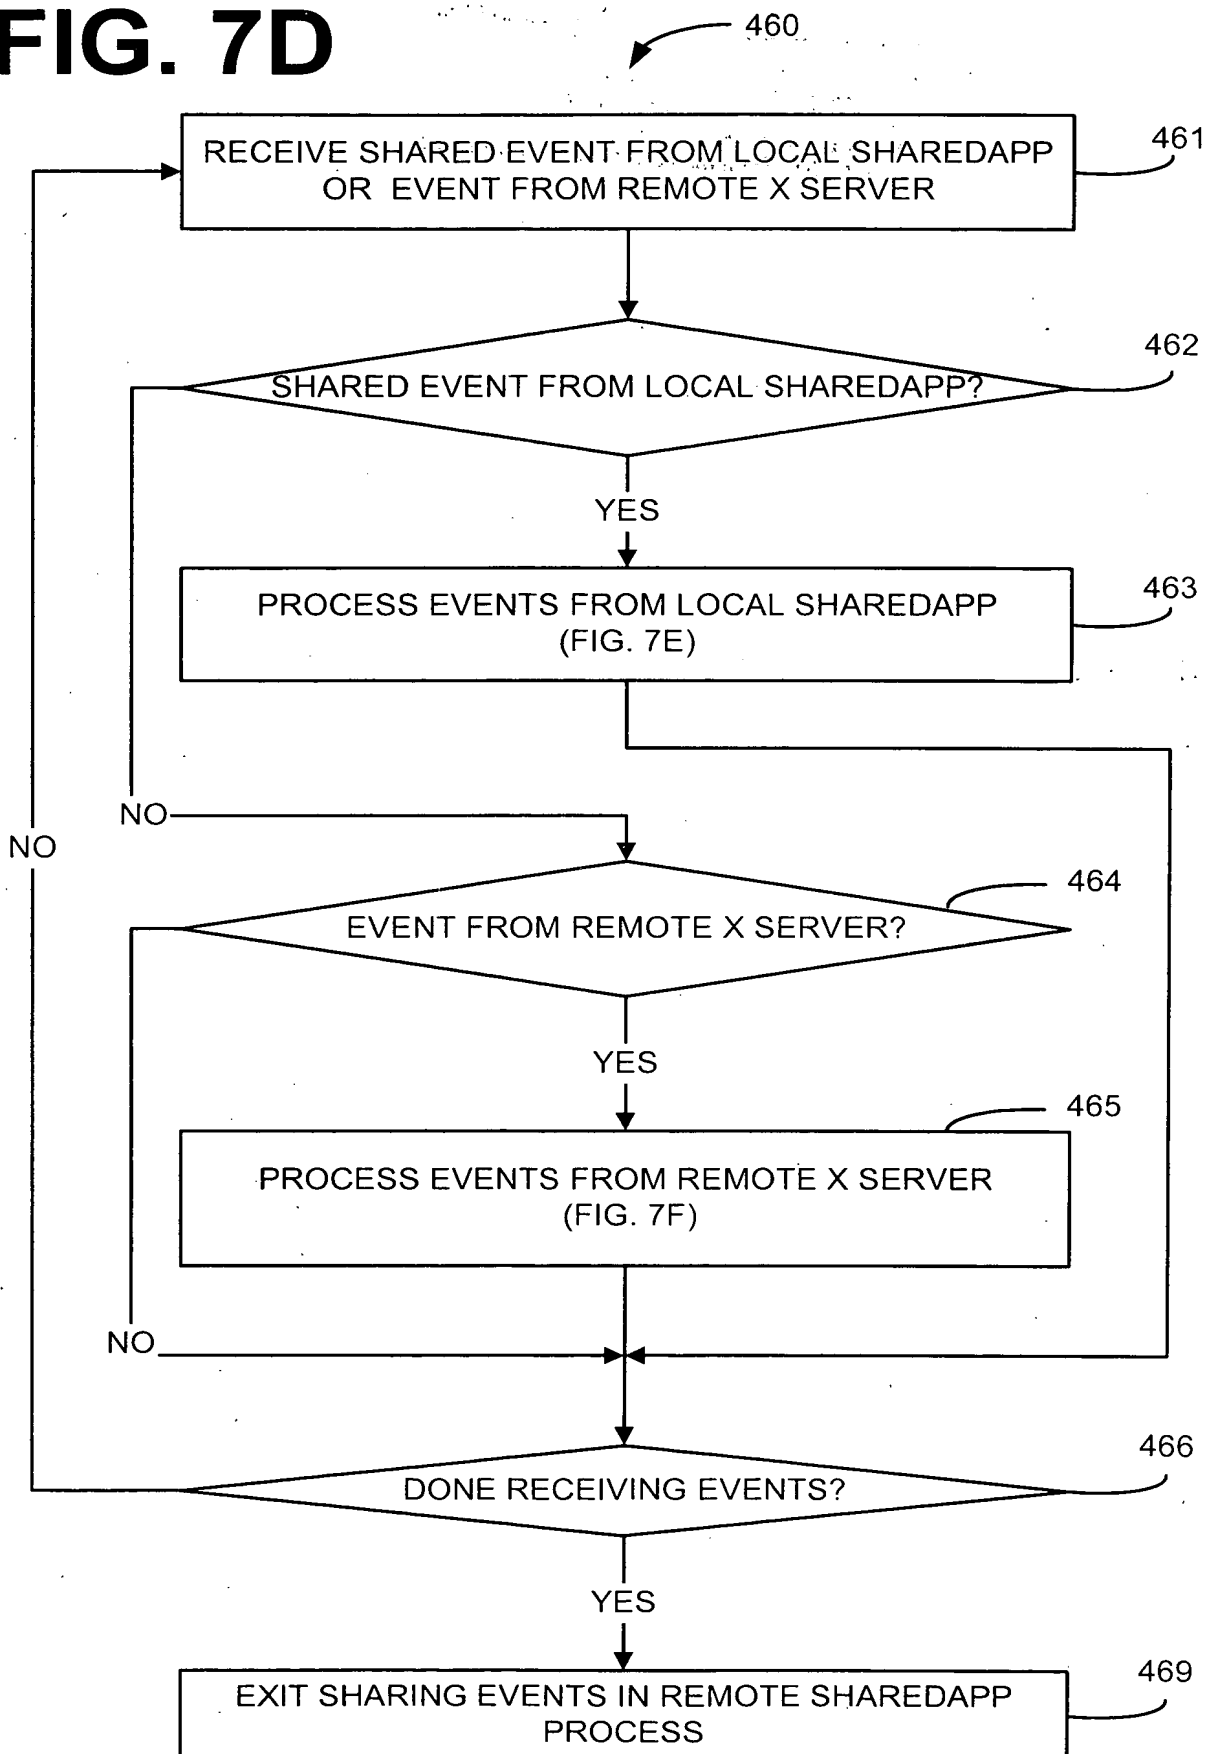 FIG. 7D
460
RECEIVE SHARED EVENT FROM LOCAL SHAREDAPP
OR EVENT FROM REMOTE X SERVER
461
SHARED EVENT FROM LOCAL SHAREDAPP?
462
YES
PROCESS EVENTS FROM LOCAL SHAREDAPP
(FIG. 7E)
463
NO
NO
EVENT FROM REMOTE X SERVER?
464
YES
PROCESS EVENTS FROM REMOTE X SERVER
(FIG. 7F)
465
NO
DONE RECEIVING EVENTS?
466
YES
EXIT SHARING EVENTS IN REMOTE SHAREDAPP
PROCESS
469